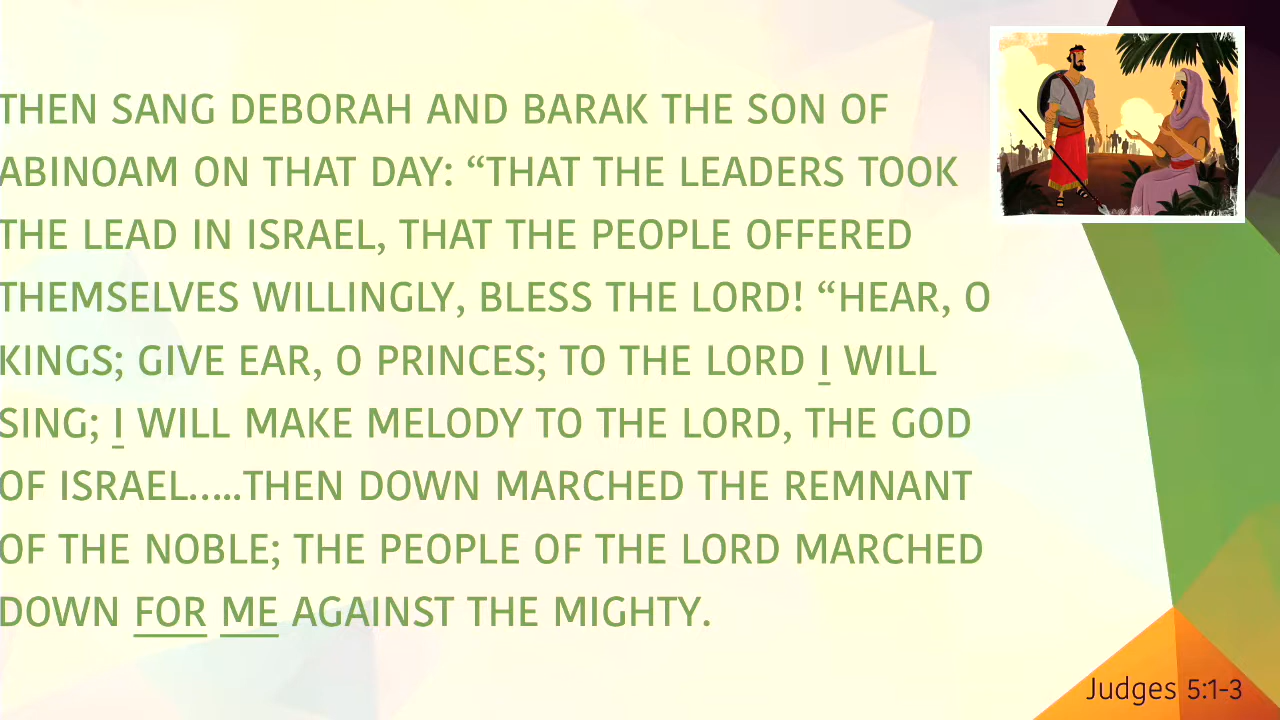 THEN SANG DEBORAH AND BARAK THE SON OF
ABINOAM ON THAT DAY: “THAT THE LEADERS TOOK
THE LEAD IN ISRAEL, THAT THE PEOPLE OFFERED
THEMSELVES WILLINGLY, BLESS THE LORD! “HEAR, O
KINGS; GIVE EAR, O PRINCES; TO THE LORD I WILL
SING; I WILL MAKE MELODY TO THE LORD, THE GOD
OF ISRAEL…..THEN DOWN MARCHED THE REMNANT
OF THE NOBLE; THE PEOPLE OF THE LORD MARCHED
DOWN FOR ME AGAINST THE MIGHTY.
Judges 5:1-3